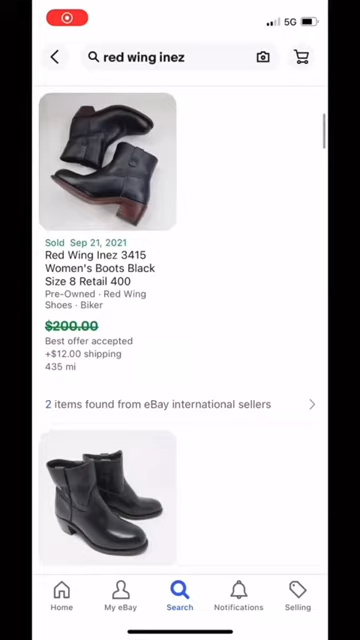 5G
red wing inez
Sold Sep 21, 2021
Red Wing Inez 3415
Women's Boots Black
Size 8 Retail 400
Pre-Owned · Red Wing
Shoes · Biker
$200.00
Best offer accepted
+$12.00 shipping
435 mi
2 items found from eBay international sellers
Home
My eBay
Search
Notifications
Selling